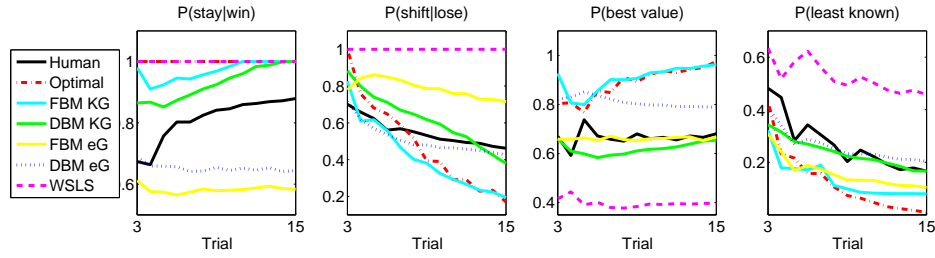 P(stay|win)
P(shift|lose)
P(best value)
P(least known)
Human
Optimal
FBM KG
DBM KG
FBM eG
DBM eG
WSLS
1
.8
.6
3
15
Trial
1
0.8
0.6
0.4
0.2
3
15
Trial
1
0.8
0.6
0.4
3
15
Trial
0.6
0.4
0.2
3
15
Trial